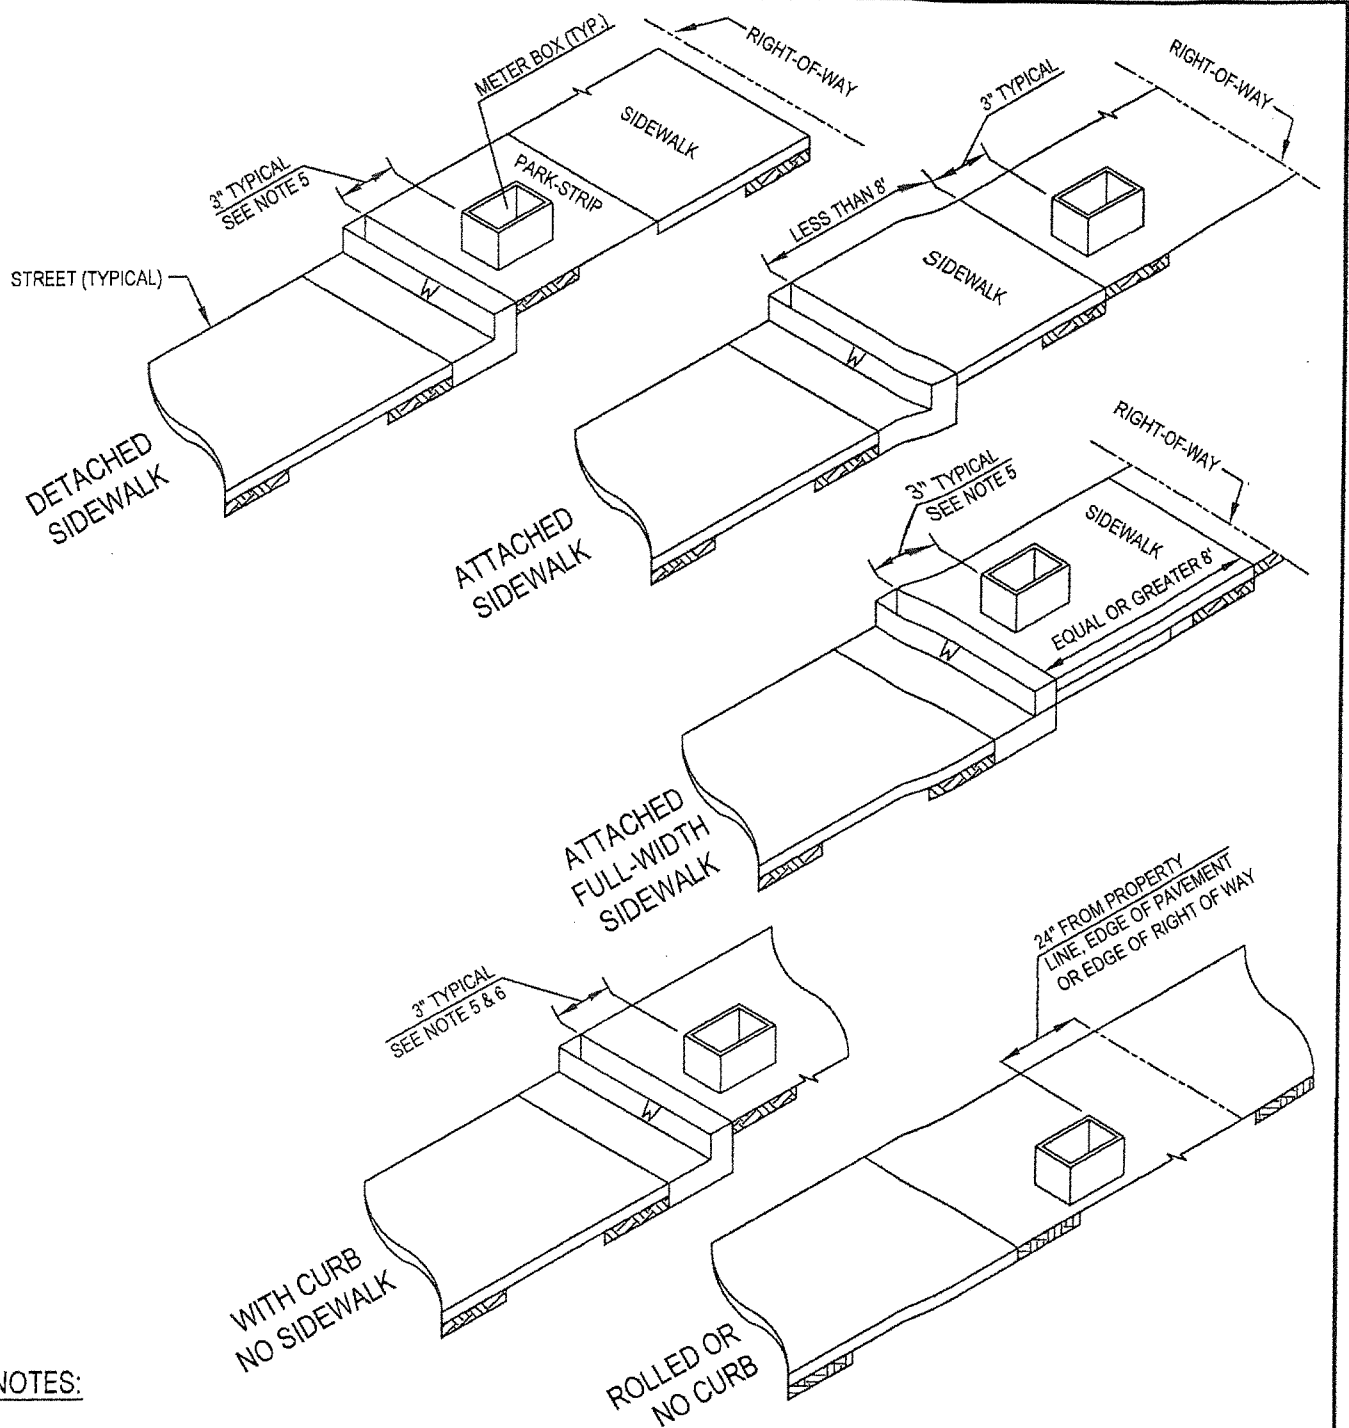 METER BOX (TYP.)
RIGHT-OF-WAY
SIDEWALK
PARK-STRIP
3" TYPICAL
SEE NOTE 5
STREET (TYPICAL)
W
DETACHED
SIDEWALK
RIGHT-OF-WAY
3" TYPICAL
LESS THAN 8'
SIDEWALK
W
ATTACHED
SIDEWALK
RIGHT-OF-WAY
3" TYPICAL
SEE NOTE 5
SIDEWALK
EQUAL OR GREATER 8'
W
ATTACHED
FULL-WIDTH
SIDEWALK
3" TYPICAL
SEE NOTE 5 & 6
W
WITH CURB
NO SIDEWALK
24" FROM PROPERTY
LINE, EDGE OF PAVEMENT
OR EDGE OF RIGHT OF WAY
ROLLED OR
NO CURB
NOTES: